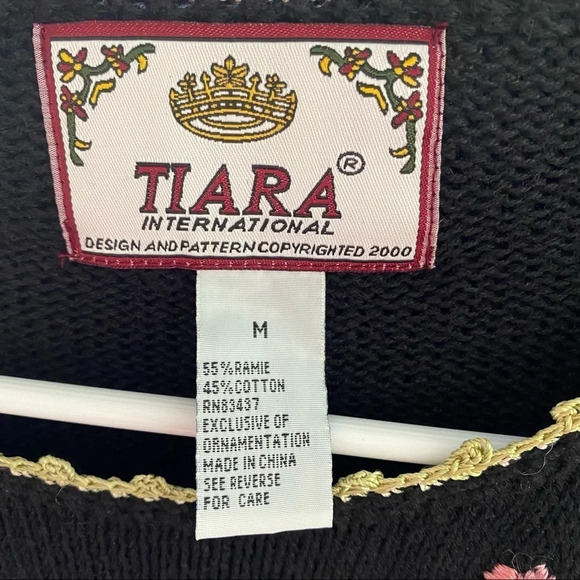 TIARA®
INTERNATIONAL
DESIGN AND PATTERN COPYRIGHTED 2000
M
55%RAMIE
45%COTTON
RN83437
EXCLUSIVE OF
ORNAMENTATION
MADE IN CHINA
SEE REVERSE
FOR CARE